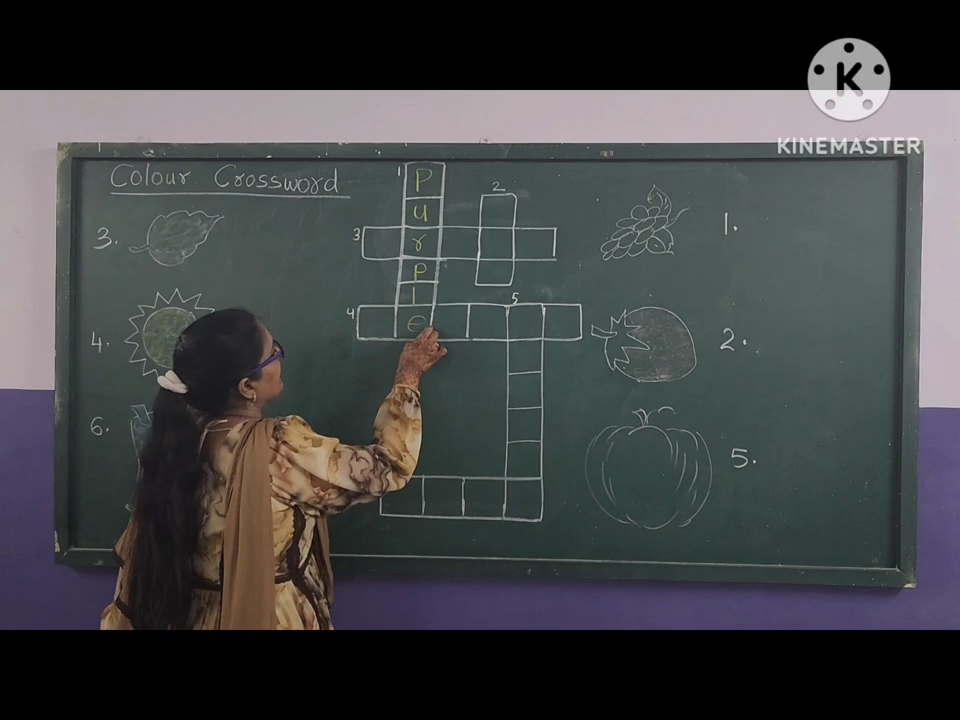 K
KINEMASTER
Colour Crossword
1 P
u
2
3 r
p
l
5
4 e
3.
1.
4.
2.
6.
5.